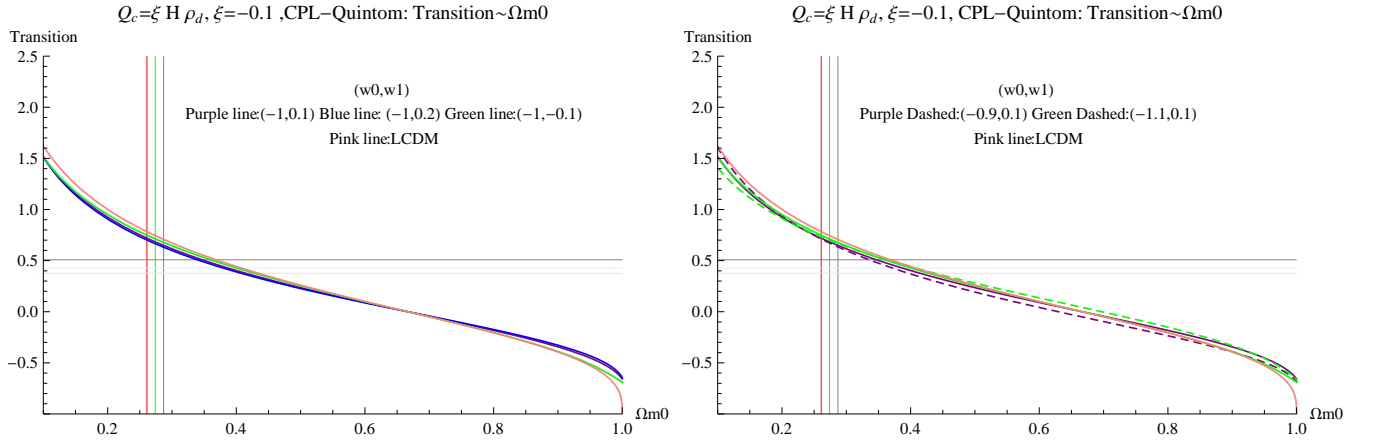 Q_c=ξ H ρ_d, ξ=−0.1 ,CPL−Quintom: Transition~Ωm0
Transition
2.5
(w0,w1)
2.0
Purple line:(−1,0.1) Blue line: (−1,0.2) Green line:(−1,−0.1)
Pink line:LCDM
1.5
1.0
0.5
0.0
−0.5
Ωm0
0.2 0.4 0.6 0.8 1.0
Q_c=ξ H ρ_d, ξ=−0.1, CPL−Quintom: Transition~Ωm0
Transition
2.5
(w0,w1)
2.0
Purple Dashed:(−0.9,0.1) Green Dashed:(−1.1,0.1)
Pink line:LCDM
1.5
1.0
0.5
0.0
−0.5
Ωm0
0.2 0.4 0.6 0.8 1.0